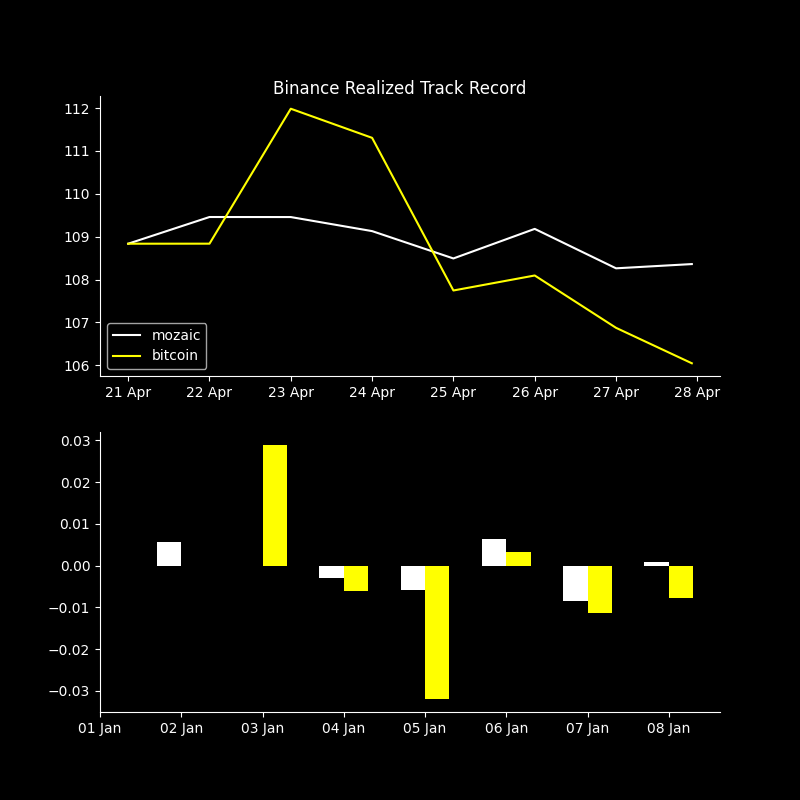 Binance Realized Track Record
112
111
110
109
108
107
106
mozaic
bitcoin
21 Apr 22 Apr 23 Apr 24 Apr 25 Apr 26 Apr 27 Apr 28 Apr
0.03
0.02
0.01
0.00
−0.01
−0.02
−0.03
01 Jan 02 Jan 03 Jan 04 Jan 05 Jan 06 Jan 07 Jan 08 Jan